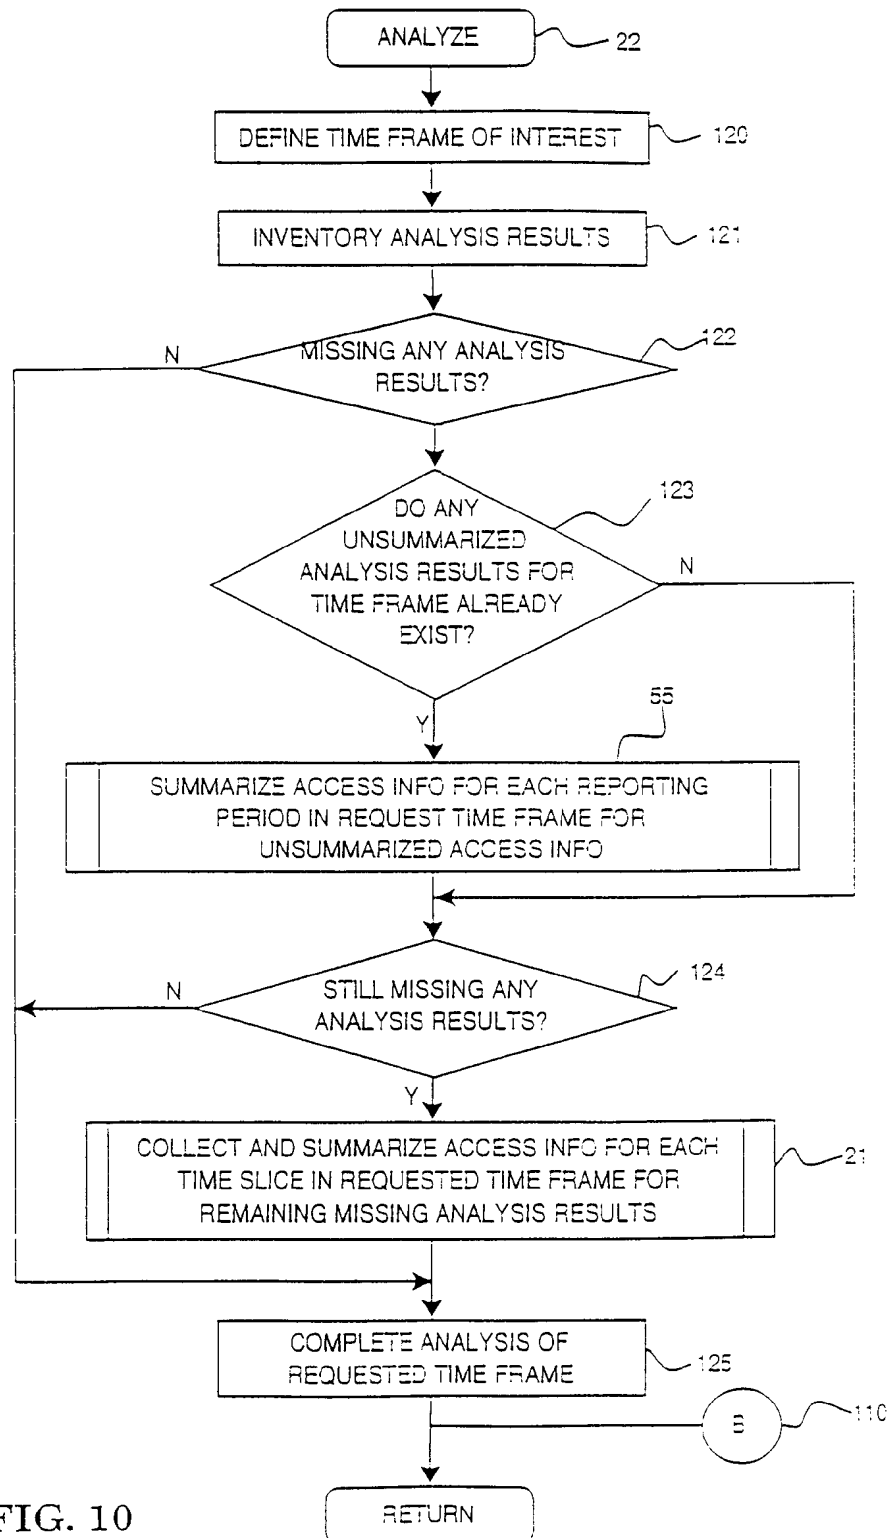 ANALYZE
22
DEFINE TIME FRAME OF INTEREST
120
INVENTORY ANALYSIS RESULTS
121
MISSING ANY ANALYSIS
RESULTS?
122
N
DO ANY
UNSUMMARIZED
ANALYSIS RESULTS FOR
TIME FRAME ALREADY
EXIST?
123
N
Y
55
SUMMARIZE ACCESS INFO FOR EACH REPORTING
PERIOD IN REQUEST TIME FRAME FOR
UNSUMMARIZED ACCESS INFO
STILL MISSING ANY
ANALYSIS RESULTS?
124
N
Y
COLLECT AND SUMMARIZE ACCESS INFO FOR EACH
TIME SLICE IN REQUESTED TIME FRAME FOR
REMAINING MISSING ANALYSIS RESULTS
21
COMPLETE ANALYSIS OF
REQUESTED TIME FRAME
125
B
110
RETURN
FIG. 10